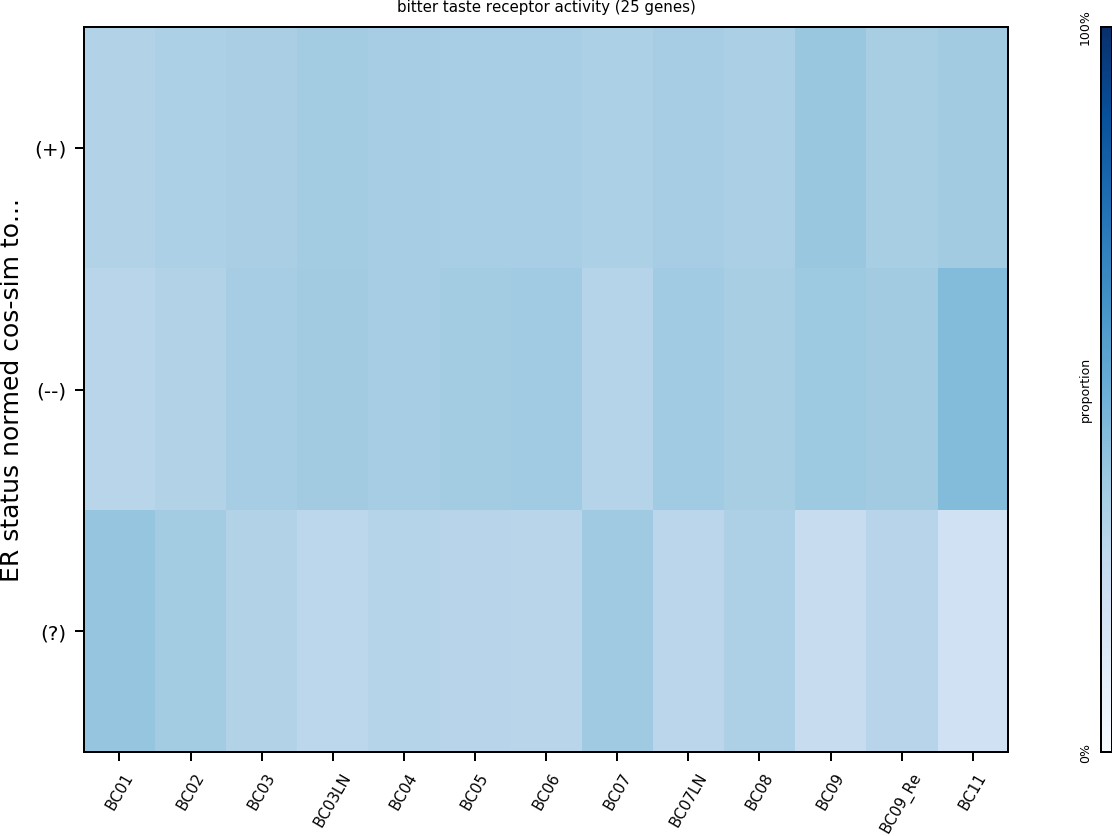 bitter taste receptor activity (25 genes)
ER status normed cos-sim to...
(+)
(--)
(?)
BC01
BC02
BC03
BC03LN
BC04
BC05
BC06
BC07
BC07LN
BC08
BC09
BC09_Re
BC11
100%
proportion
0%